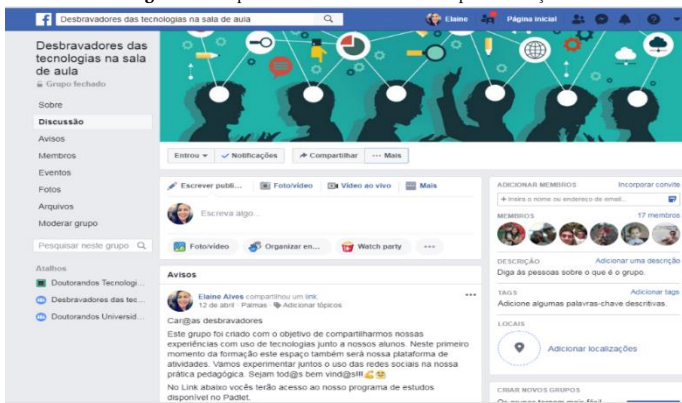 Desbravadores das tecnologias na sala de aula
Elaine
Página inicial
Desbravadores das
tecnologias na sala
de aula
Grupo fechado
Sobre
Discussão
Avisos
Membros
Eventos
Fotos
Arquivos
Moderar grupo
Pesquisar neste grupo
Atalhos
Doutorandos Tecnologi...
Desbravadores das tec...
Doutorandos Universid...
Entrou
Notificações
Compartilhar
Mais
Escrever publi...
Foto/vídeo
Vídeo ao vivo
Mais
Escreva algo...
Foto/vídeo
Organizar en...
Watch party
Avisos
Elaine Alves compartilhou um link.
12 de abril · Palmas · Adicionar tópicos
Car@as desbravadores
Este grupo foi criado com o objetivo de compartilharmos nossas
experiências com uso de tecnologias junto a nossos alunos. Neste primeiro
momento da formação este espaço também será nossa plataforma de
atividades. Vamos experimentar juntos o uso das redes sociais na nossa
prática pedagógica. Sejam tod@s bem vind@s!!!
No Link abaixo vocês terão acesso ao nosso programa de estudos
disponível no Padlet.
ADICIONAR MEMBROS
Incorporar convite
+ Insira o nome ou endereço de email...
MEMBROS
17 membros
DESCRIÇÃO
Adicionar uma descrição
Diga às pessoas sobre o que é o grupo.
TAGS
Adicionar tags
Adicione algumas palavras-chave descritivas.
LOCAIS
Adicionar localizações
CRIAR NOVOS GRUPOS